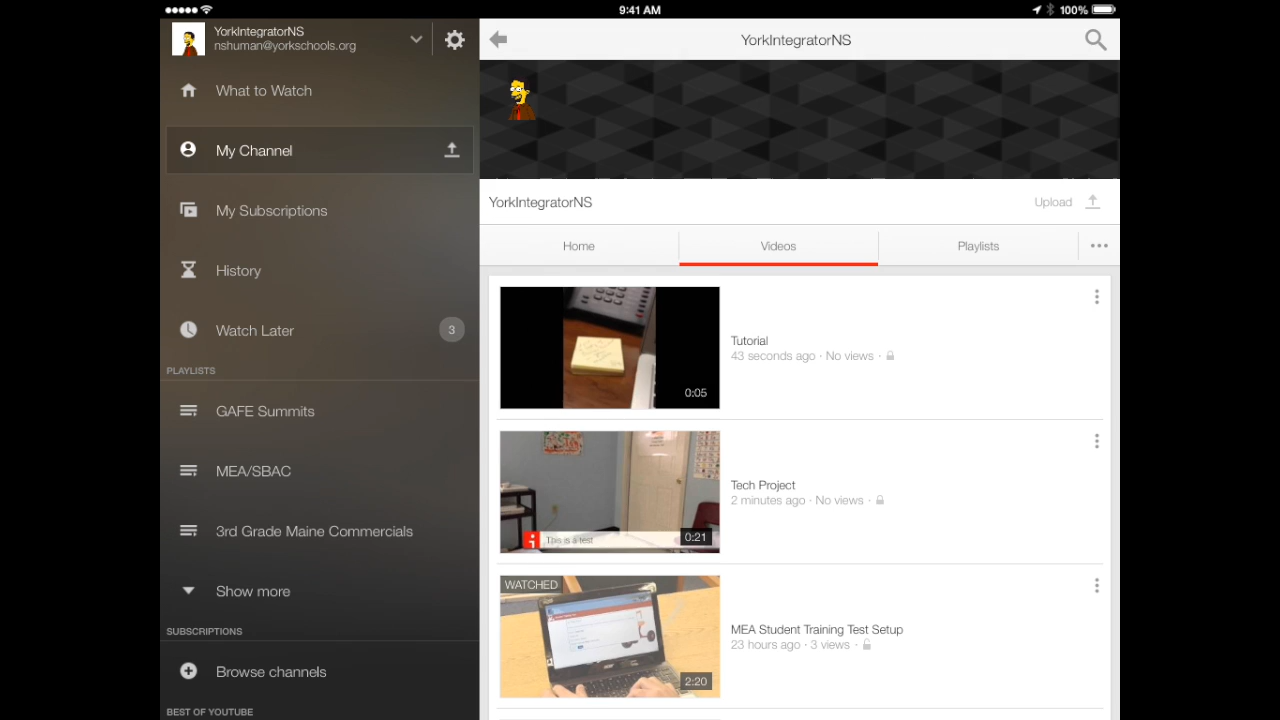 9:41 AM
100%
YorkIntegratorNS
nshuman@yorkschools.org
What to Watch
My Channel
My Subscriptions
History
Watch Later
3
PLAYLISTS
GAFE Summits
MEA/SBAC
3rd Grade Maine Commercials
Show more
SUBSCRIPTIONS
Browse channels
BEST OF YOUTUBE
YorkIntegratorNS
YorkIntegratorNS
Upload
Home
Videos
Playlists
0:05
Tutorial
43 seconds ago · No views ·
This is a test
0:21
Tech Project
2 minutes ago · No views ·
WATCHED
2:20
MEA Student Training Test Setup
23 hours ago · 3 views ·